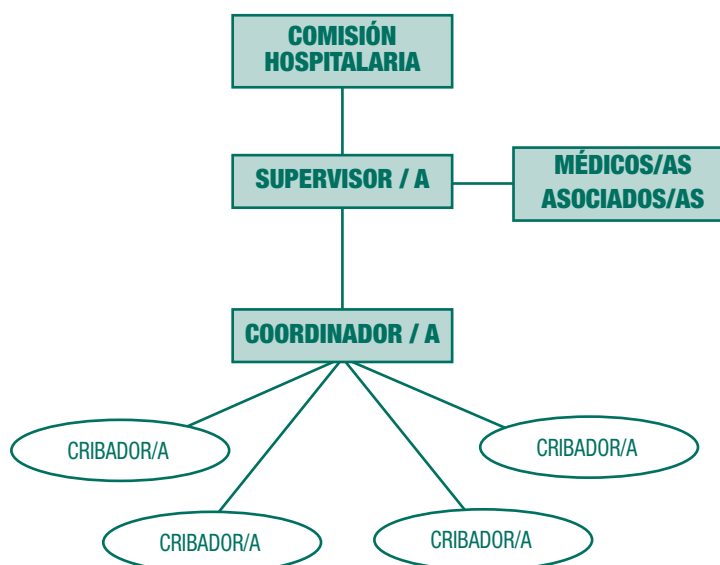 COMISIÓN
HOSPITALARIA
SUPERVISOR / A
MÉDICOS/AS
ASOCIADOS/AS
COORDINADOR / A
CRIBADOR/A
CRIBADOR/A
CRIBADOR/A
CRIBADOR/A